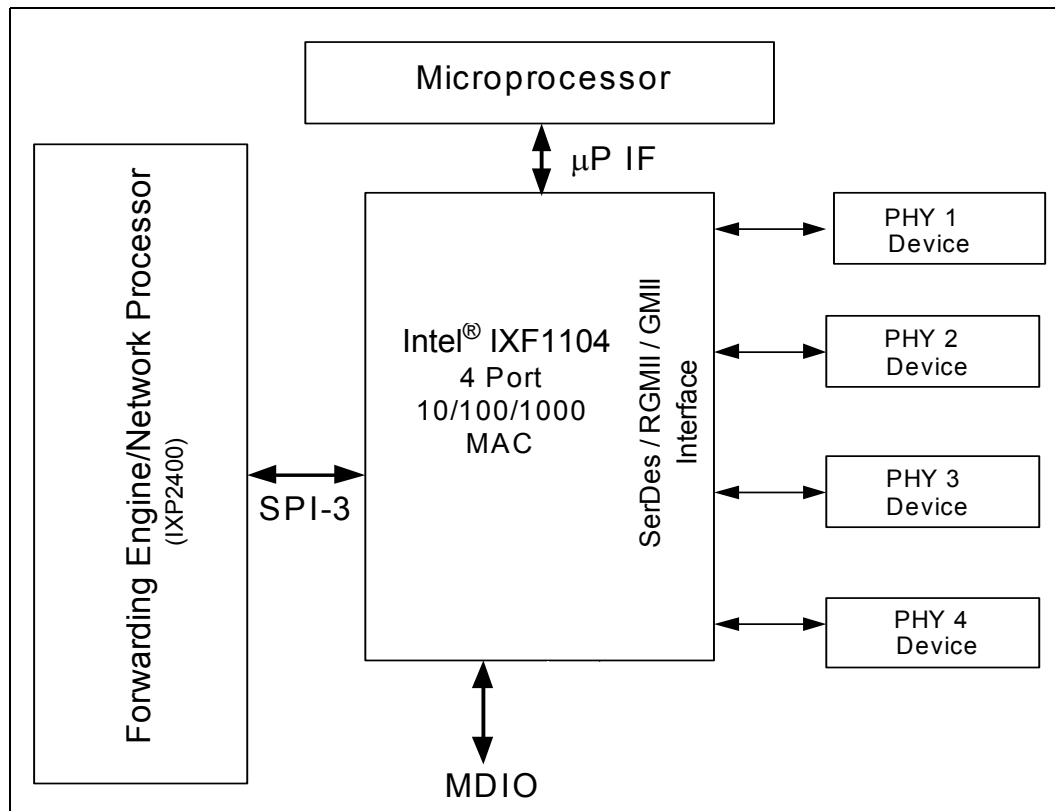 Microprocessor
μP IF
Forwarding Engine/Network Processor
(IXP2400)
SPI-3
Intel® IXF1104
4 Port
10/100/1000
MAC
SerDes / RGMII / GMII
Interface
PHY 1
Device
PHY 2
Device
PHY 3
Device
PHY 4
Device
MDIO